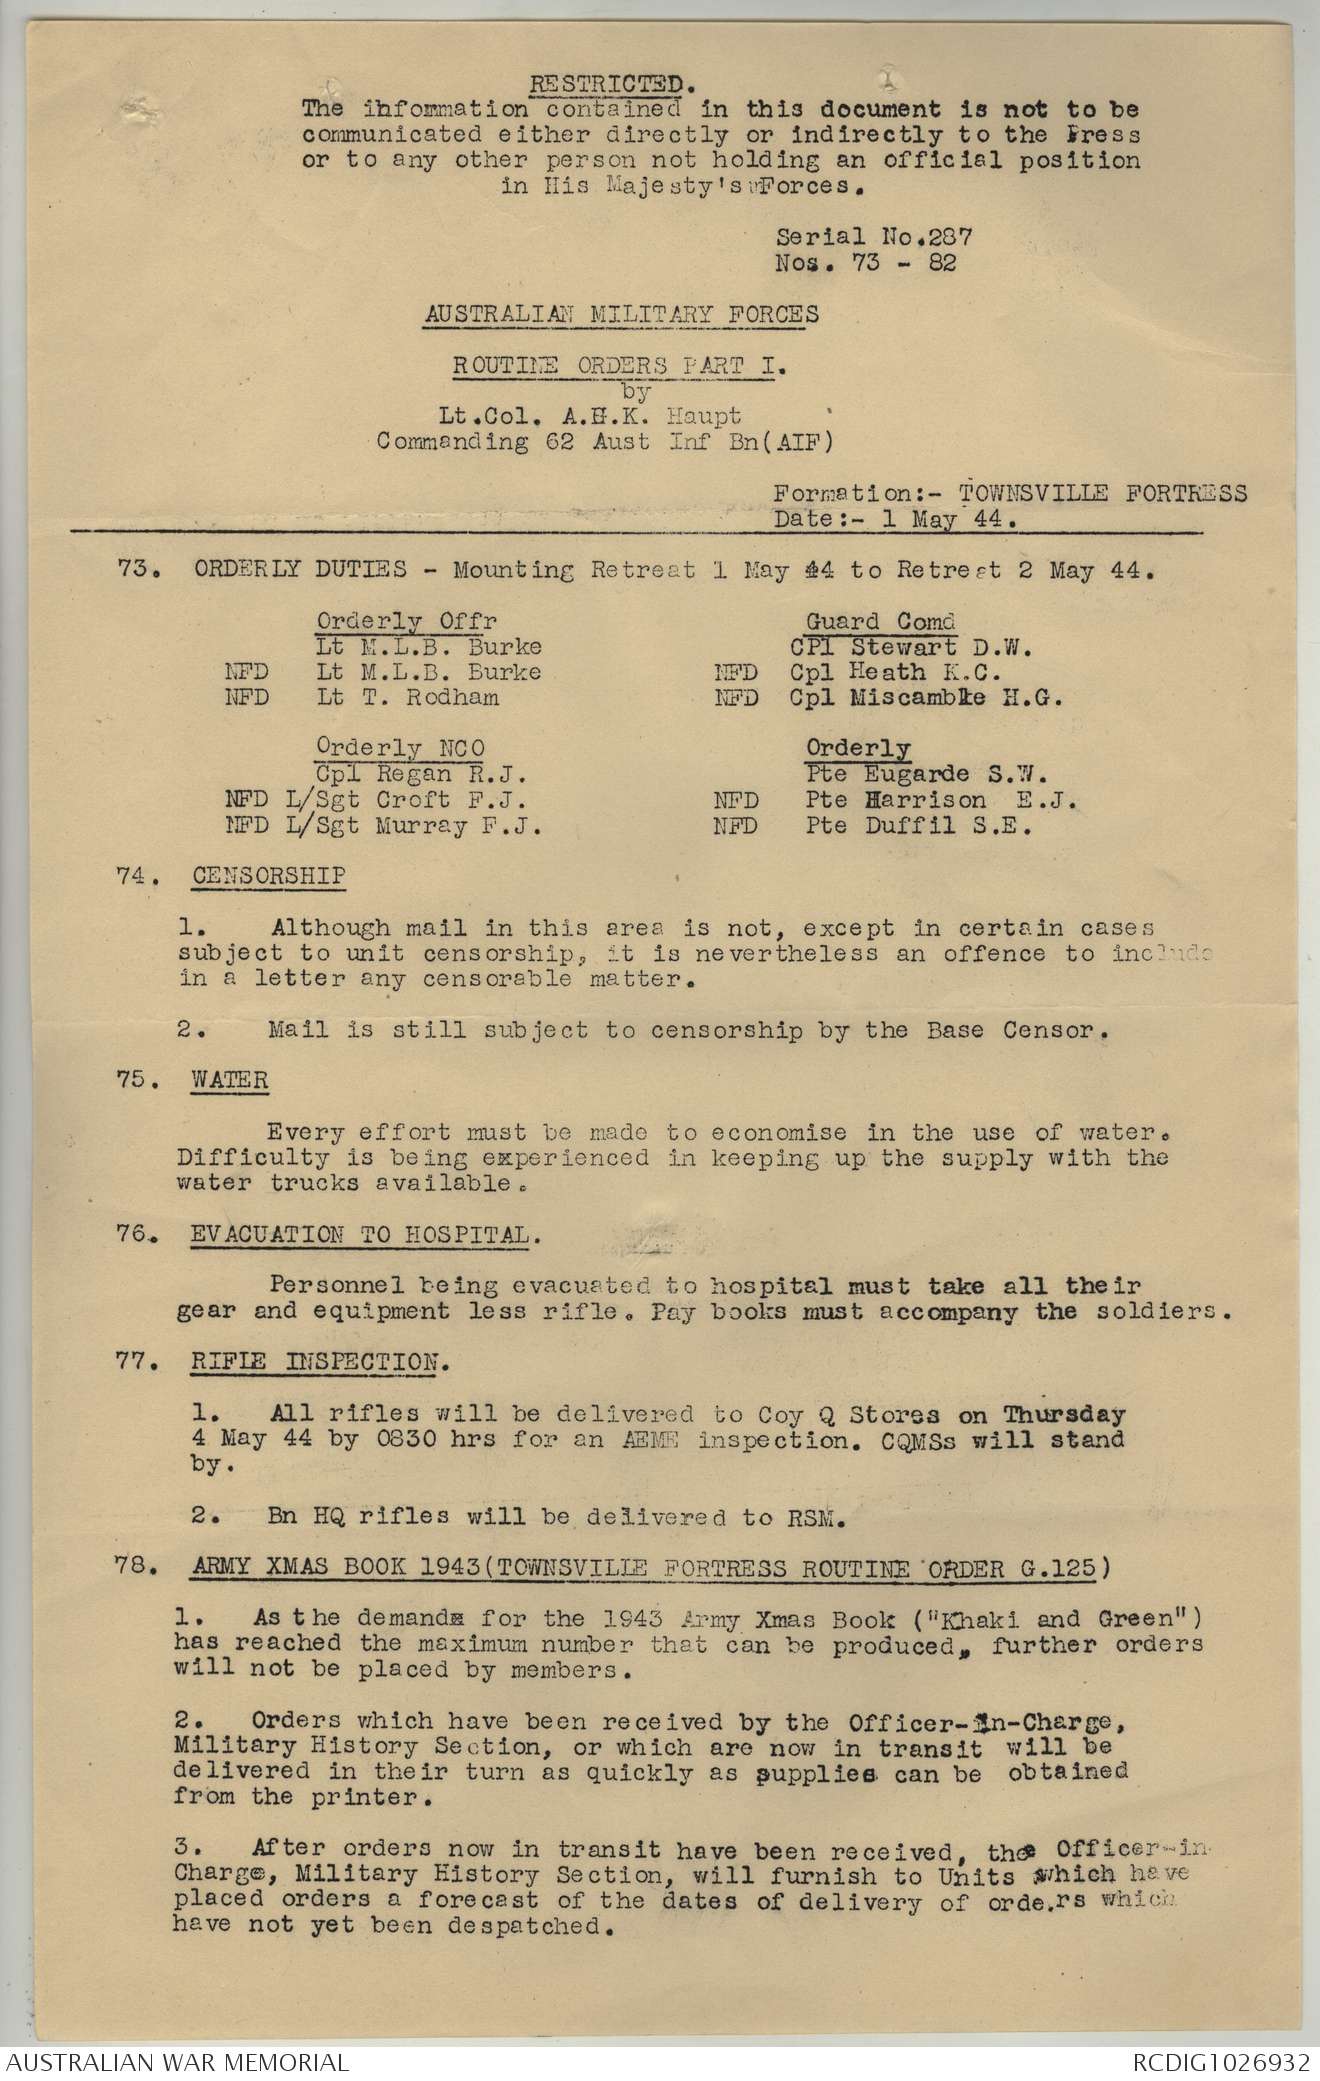 RESTRICTED.
The ihfommation contained in this document is not to be
communicated either directly or indirectly to the Press
or to any other person not holding an official position
in His Majesty's Forces.
Serial No.287
Nos. 73 - 82
AUSTRALIAN MILITARY FORCES
ROUTINE ORDERS PART I.
by
Lt.Col. A.H.K. Haupt
Commanding 62 Aust Inf Bn(AIF)
Formation:- TOWNSVILLE FORTRESS
Date:- 1 May 44.
73. ORDERLY DUTIES - Mounting Retreat 1 May 44 to Retreat 2 May 44.
Orderly Offr Guard Comd
Lt M.L.B. Burke CPl Stewart D.W.
NFD Lt M.L.B. Burke NFD Cpl Heath K.C.
NFD Lt T. Rodham NFD Cpl Miscamble H.G.
Orderly NCO Orderly
Cpl Regan R.J. Pte Eugarde S.W.
NFD L/Sgt Croft F.J. NFD Pte Harrison E.J.
NFD L/Sgt Murray F.J. NFD Pte Duffil S.E.
74. CENSORSHIP
1. Although mail in this area is not, except in certain cases
subject to unit censorship, it is nevertheless an offence to include
in a letter any censorable matter.
2. Mail is still subject to censorship by the Base Censor.
75. WATER
Every effort must be made to economise in the use of water.
Difficulty is being experienced in keeping up the supply with the
water trucks available.
76. EVACUATION TO HOSPITAL.
Personnel being evacuated to hospital must take all their
gear and equipment less rifle. Pay books must accompany the soldiers.
77. RIFLE INSPECTION.
1. All rifles will be delivered to Coy Q Stores on Thursday
4 May 44 by 0830 hrs for an AEME inspection. CQMSs will stand
by.
2. Bn HQ rifles will be delivered to RSM.
78. ARMY XMAS BOOK 1943(TOWNSVILLE FORTRESS ROUTINE ORDER G.125)
1. As the demands for the 1943 Army Xmas Book ("Khaki and Green")
has reached the maximum number that can be produced, further orders
will not be placed by members.
2. Orders which have been received by the Officer-In-Charge,
Military History Section, or which are now in transit will be
delivered in their turn as quickly as supplies can be obtained
from the printer.
3. After orders now in transit have been received, the Officer-in-
Charge, Military History Section, will furnish to Units which have
placed orders a forecast of the dates of delivery of orde.rs which
have not yet been despatched.
AUSTRALIAN WAR MEMORIAL
RCDIG1026932